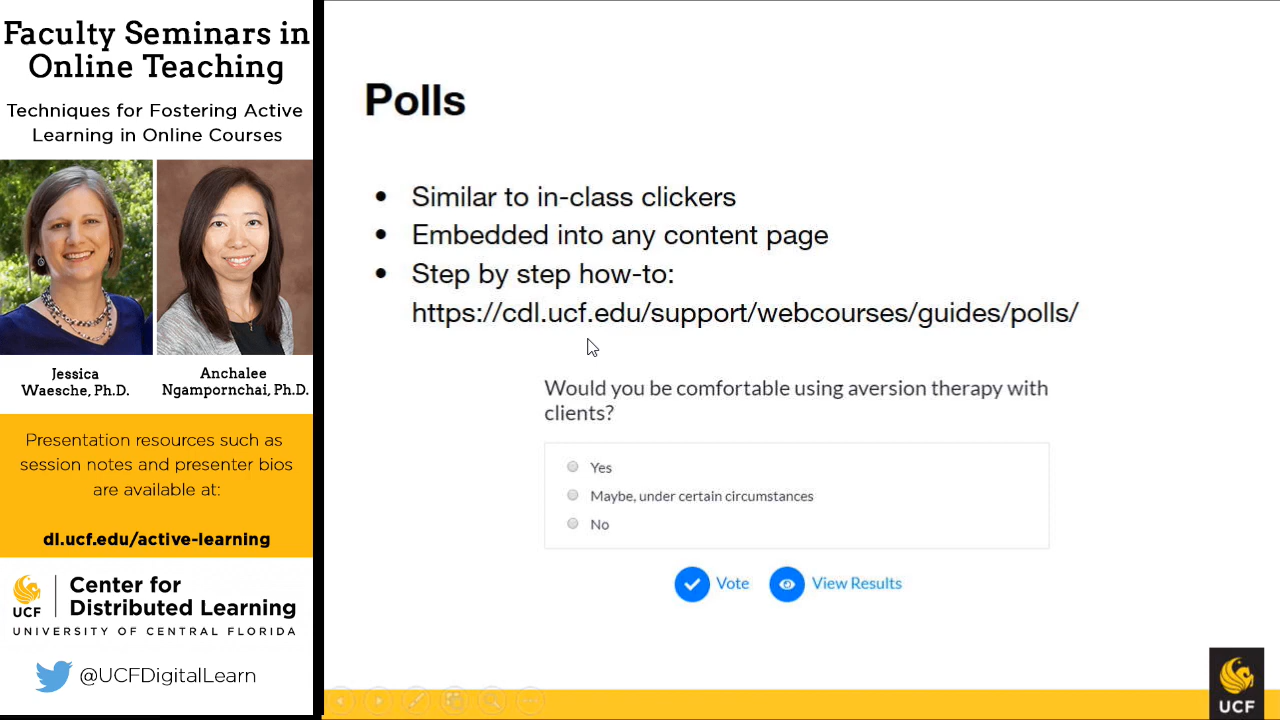 Faculty Seminars in
Online Teaching
Techniques for Fostering Active
Learning in Online Courses
Jessica
Waesche, Ph.D.
Anchalee
Ngampornchai, Ph.D.
Presentation resources such as
session notes and presenter bios
are available at:
dl.ucf.edu/active-learning
UCF
Center for
Distributed Learning
UNIVERSITY OF CENTRAL FLORIDA
@UCFDigitalLearn
Polls
• Similar to in-class clickers
• Embedded into any content page
• Step by step how-to:
https://cdl.ucf.edu/support/webcourses/guides/polls/
Would you be comfortable using aversion therapy with
clients?
Yes
Maybe, under certain circumstances
No
Vote View Results
UCF